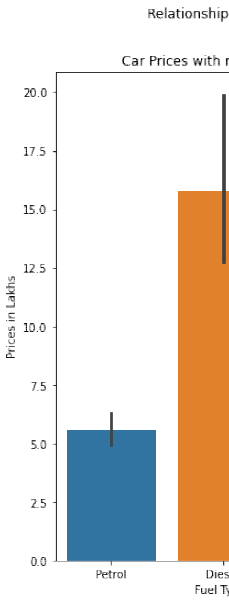 Relationship
Car Prices with r
20.0
17.5
15.0
12.5
10.0
7.5
5.0
2.5
0.0
Prices in Lakhs
Petrol
Dies
Fuel Ty